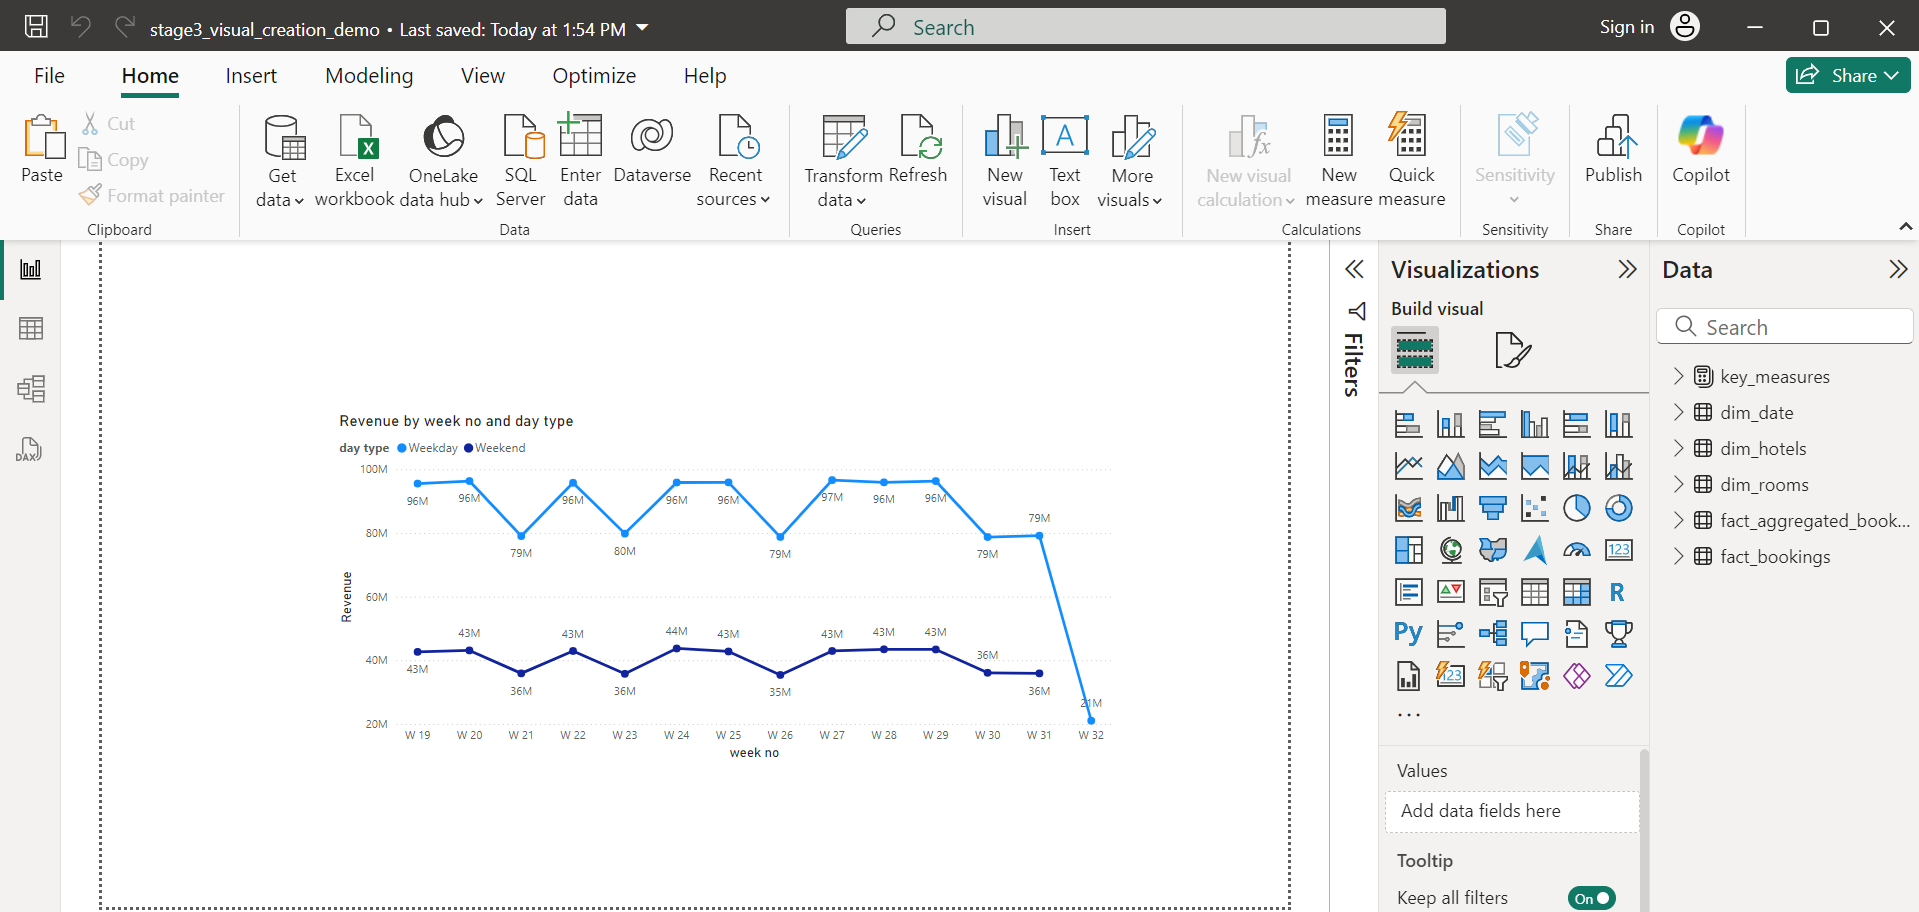 stage3_visual_creation_demo • Last saved: Today at 1:54 PM
Search
Sign in
File Home Insert Modeling View Optimize Help
Share
Paste
Cut
Copy
Format painter
Clipboard
Get data
Excel workbook
OneLake data hub
SQL Server
Enter data
Dataverse
Recent sources
Data
Transform data
Refresh
Queries
New visual
Text box
More visuals
Insert
New visual calculation
New measure
Quick measure
Calculations
Sensitivity
Sensitivity
Publish
Share
Copilot
Copilot
DAX
Revenue by week no and day type
day type Weekday Weekend
100M
80M
60M
40M
20M
Revenue
96M 96M 79M 96M 80M 96M 96M 79M 97M 96M 96M 79M 79M 21M
43M 43M 36M 43M 36M 44M 43M 35M 43M 43M 43M 36M 36M
W 19 W 20 W 21 W 22 W 23 W 24 W 25 W 26 W 27 W 28 W 29 W 30 W 31 W 32
week no
Filters
Visualizations
Build visual
123
R
Py
123
...
Values
Add data fields here
Tooltip
Keep all filters
On
Data
Search
key_measures
dim_date
dim_hotels
dim_rooms
fact_aggregated_book...
fact_bookings